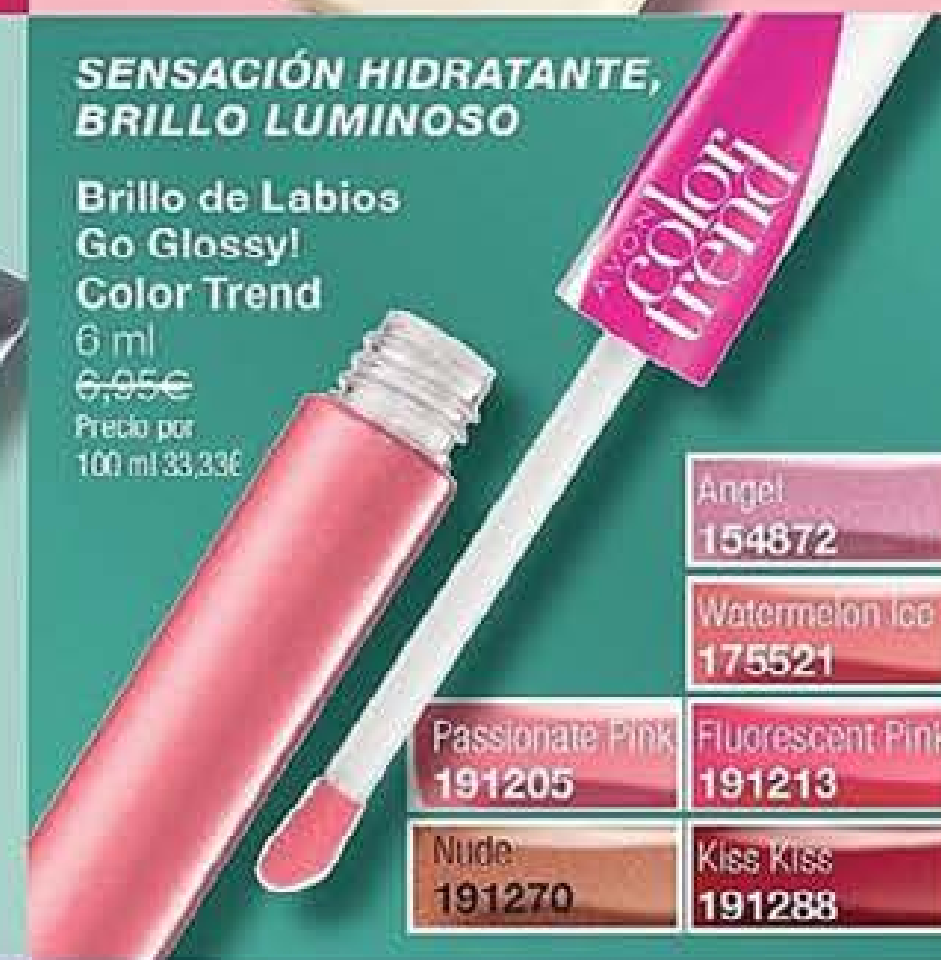 SENSACIÓN HIDRATANTE,
BRILLO LUMINOSO
Brillo de Labios
Go Glossy!
Color Trend
6 ml
6,95€
Precio por
100 ml 33,33€
AVON
color
trend
Angel
154872
Watermelon Ice
175521
Passionate Pink
191205
Fluorescent Pink
191213
Nude
191270
Kiss Kiss
191288